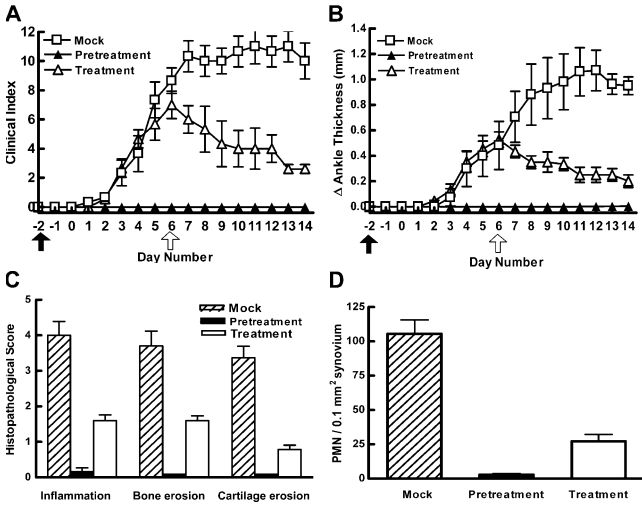 A
Mock
Pretreatment
Treatment
Clinical Index
12
10
8
6
4
2
0
-2 -1 0 1 2 3 4 5 6 7 8 9 10 11 12 13 14
Day Number
B
Mock
Pretreatment
Treatment
Δ Ankle Thickness (mm)
1.4
1.2
1.0
0.8
0.6
0.4
0.2
0.0
-2 -1 0 1 2 3 4 5 6 7 8 9 10 11 12 13 14
Day Number
C
Mock
Pretreatment
Treatment
Histopathological Score
5
4
3
2
1
0
Inflammation Bone erosion Cartilage erosion
D
PMN / 0.1 mm² synovium
125
100
75
50
25
0
Mock Pretreatment Treatment